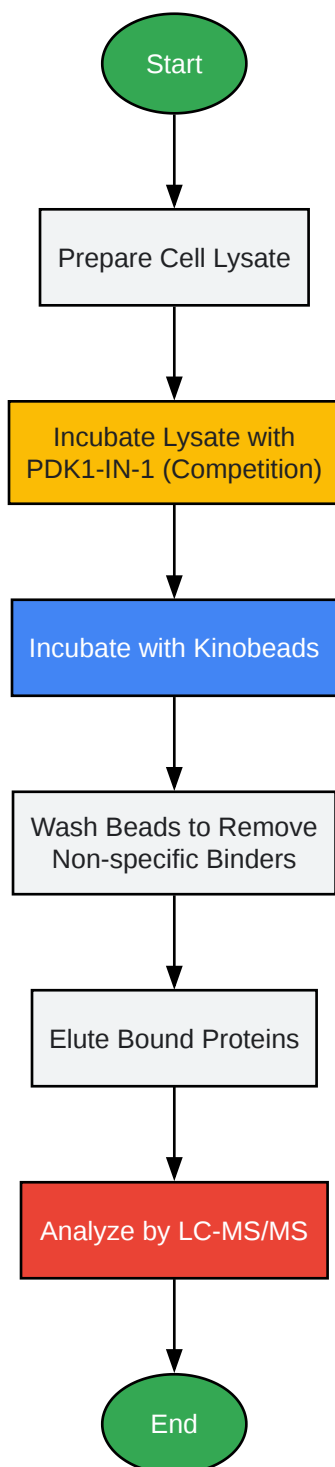 Start
Prepare Cell Lysate
Incubate Lysate with
PDK1-IN-1 (Competition)
Incubate with Kinobeads
Wash Beads to Remove
Non-specific Binders
Elute Bound Proteins
Analyze by LC-MS/MS
End